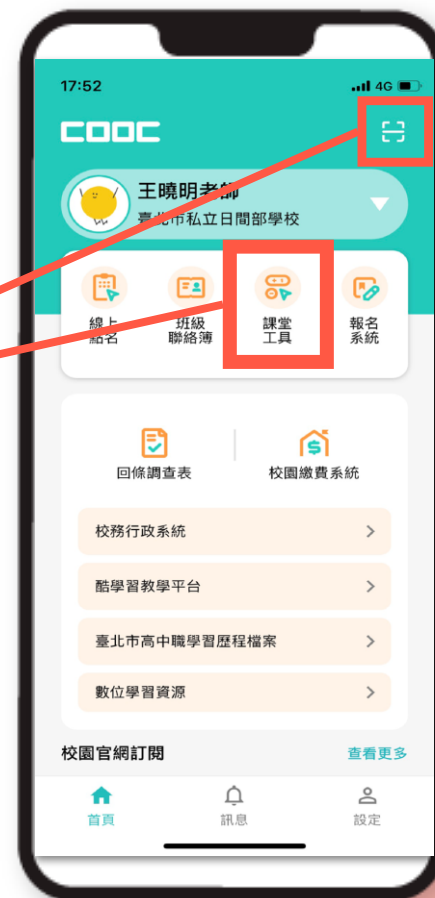 17:52
4G
COOC
王曉明老師
臺北市私立日間部學校
線上
點名
班級
聯絡簿
課堂
工具
報名
系統
回條調查表
校園繳費系統
校務行政系統
酷學習教學平台
臺北市高中職學習歷程檔案
數位學習資源
校園官網訂閱
查看更多
首頁
訊息
設定